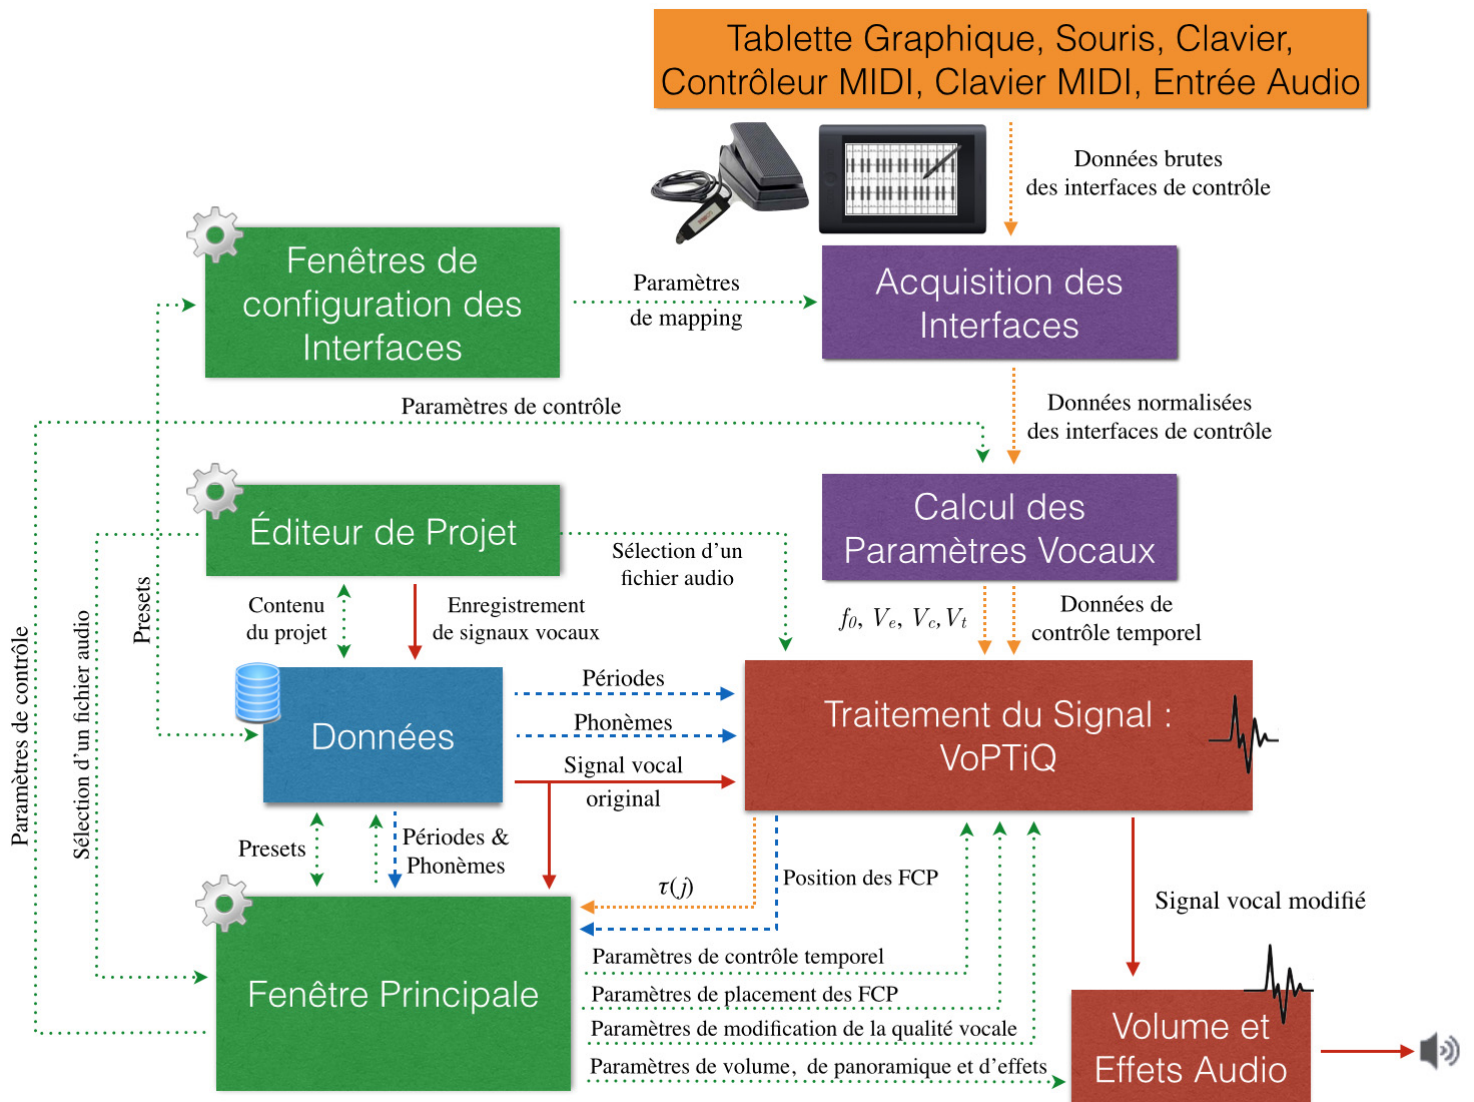 Tablette Graphique, Souris, Clavier,
Contrôleur MIDI, Clavier MIDI, Entrée Audio
Données brutes
des interfaces de contrôle
Fenêtres de
configuration des
Interfaces
Paramètres
de mapping
Acquisition des
Interfaces
Paramètres de contrôle
Données normalisées
des interfaces de contrôle
Éditeur de Projet
Sélection d'un
fichier audio
Calcul des
Paramètres Vocaux
Contenu
du projet
Enregistrement
de signaux vocaux
f0, Ve, Vc, Vt
Données de
contrôle temporel
Paramètres de contrôle
Sélection d'un fichier audio
Presets
Données
Périodes
Phonèmes
Signal vocal
original
Traitement du Signal :
VoPTiQ
Presets
Périodes &
Phonèmes
τ(j)
Position des FCP
Signal vocal modifié
Fenêtre Principale
Paramètres de contrôle temporel
Paramètres de placement des FCP
Paramètres de modification de la qualité vocale
Paramètres de volume, de panoramique et d'effets
Volume et
Effets Audio